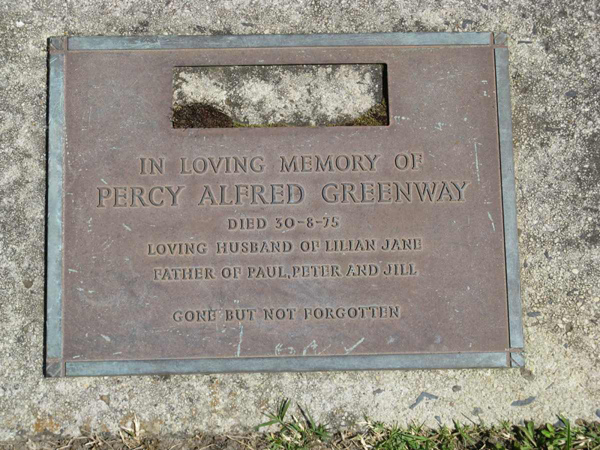 IN LOVING MEMORY OF
PERCY ALFRED GREENWAY
DIED 30-8-75
LOVING HUSBAND OF LILIAN JANE
FATHER OF PAUL, PETER AND JILL
GONE BUT NOT FORGOTTEN